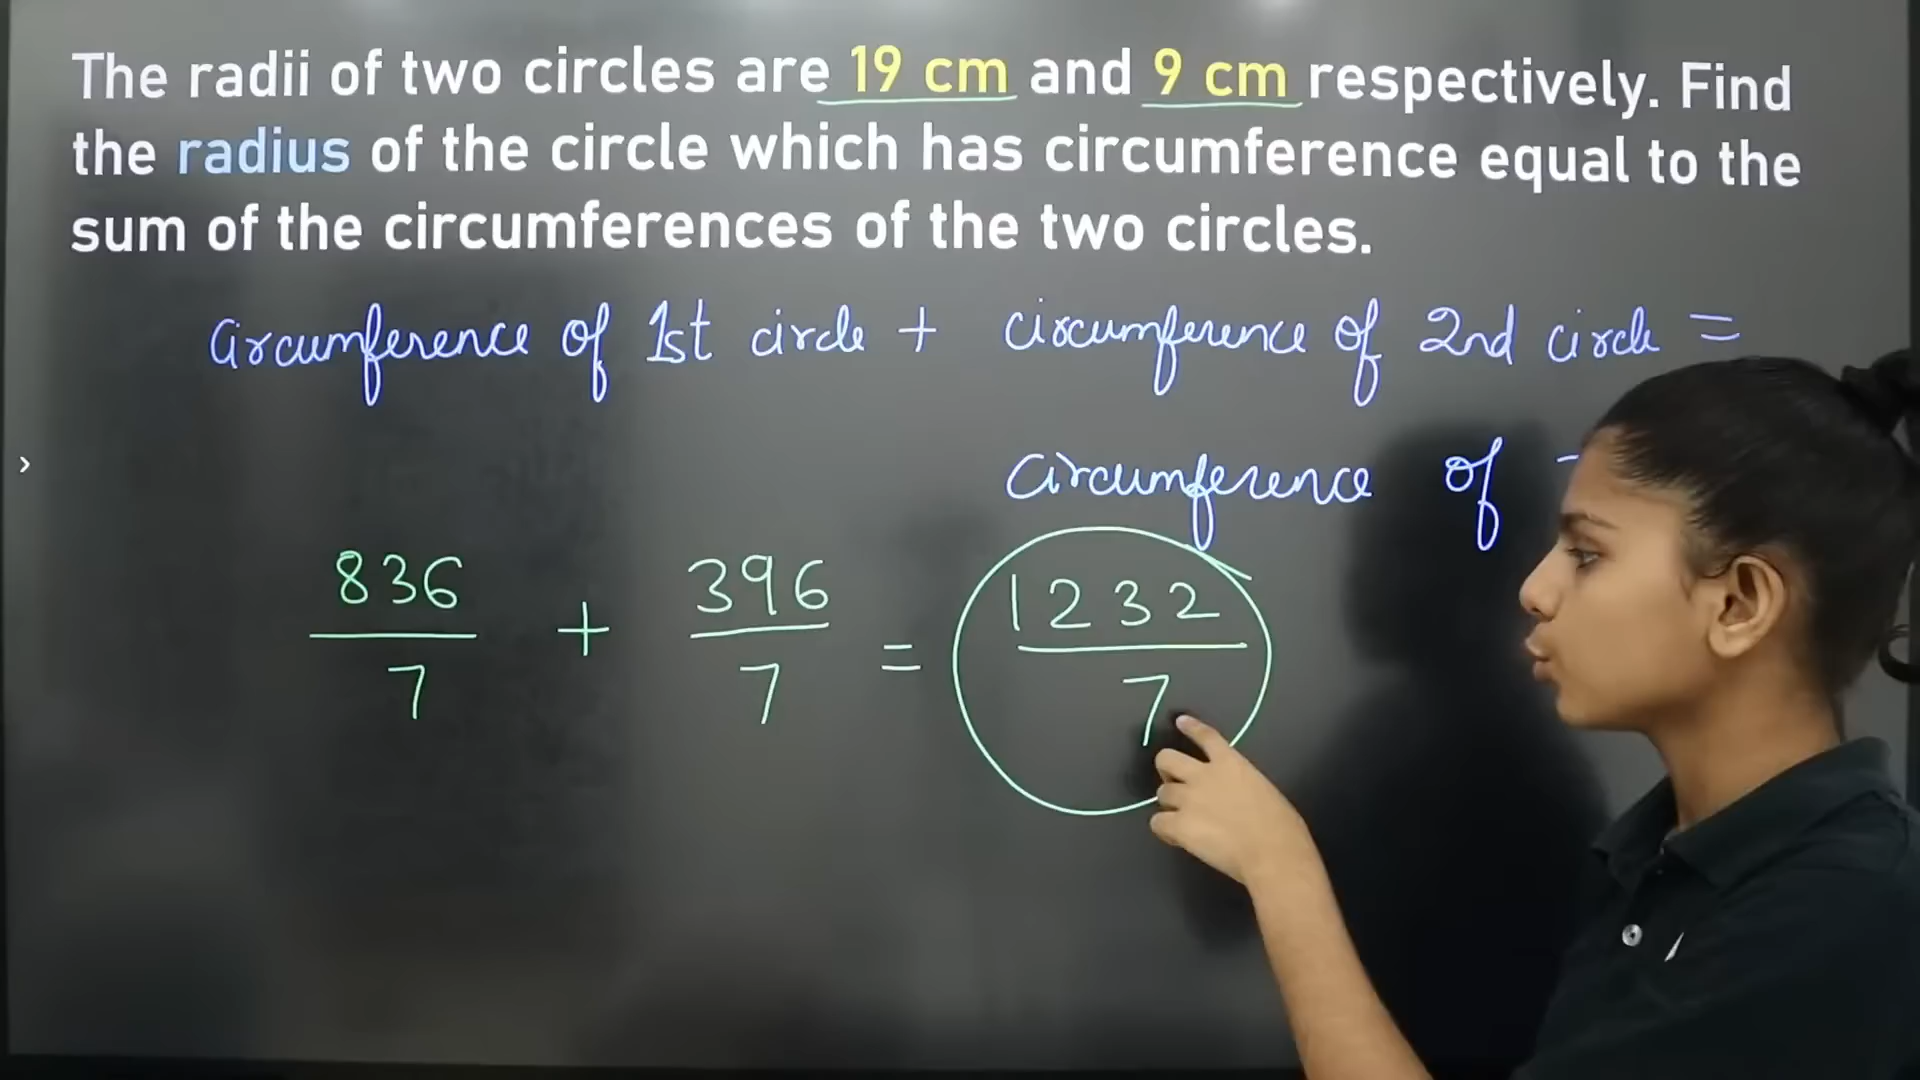 The radii of two circles are 19 cm and 9 cm respectively. Find
the radius of the circle which has circumference equal to the
sum of the circumferences of the two circles.
Circumference of 1st circle + circumference of 2nd circle =
Circumference of
836/7 + 396/7 = 1232/7